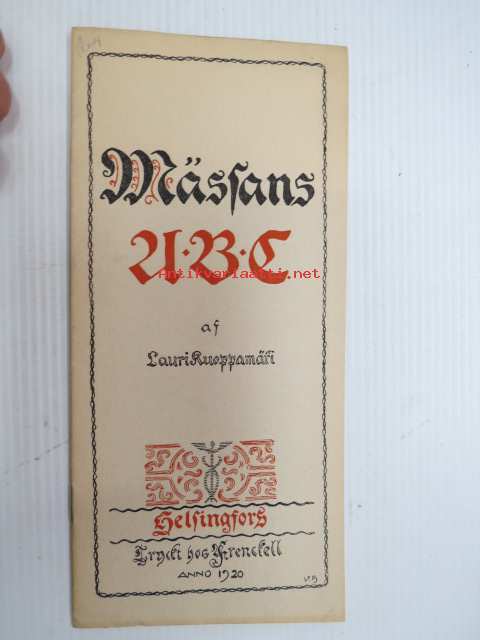 Mässans
A·B·C
Antikvariaatti.net
af
Lauri Kuoppamäki
Helsingfors
Tryckt hos Frenckell
ANNO 1920